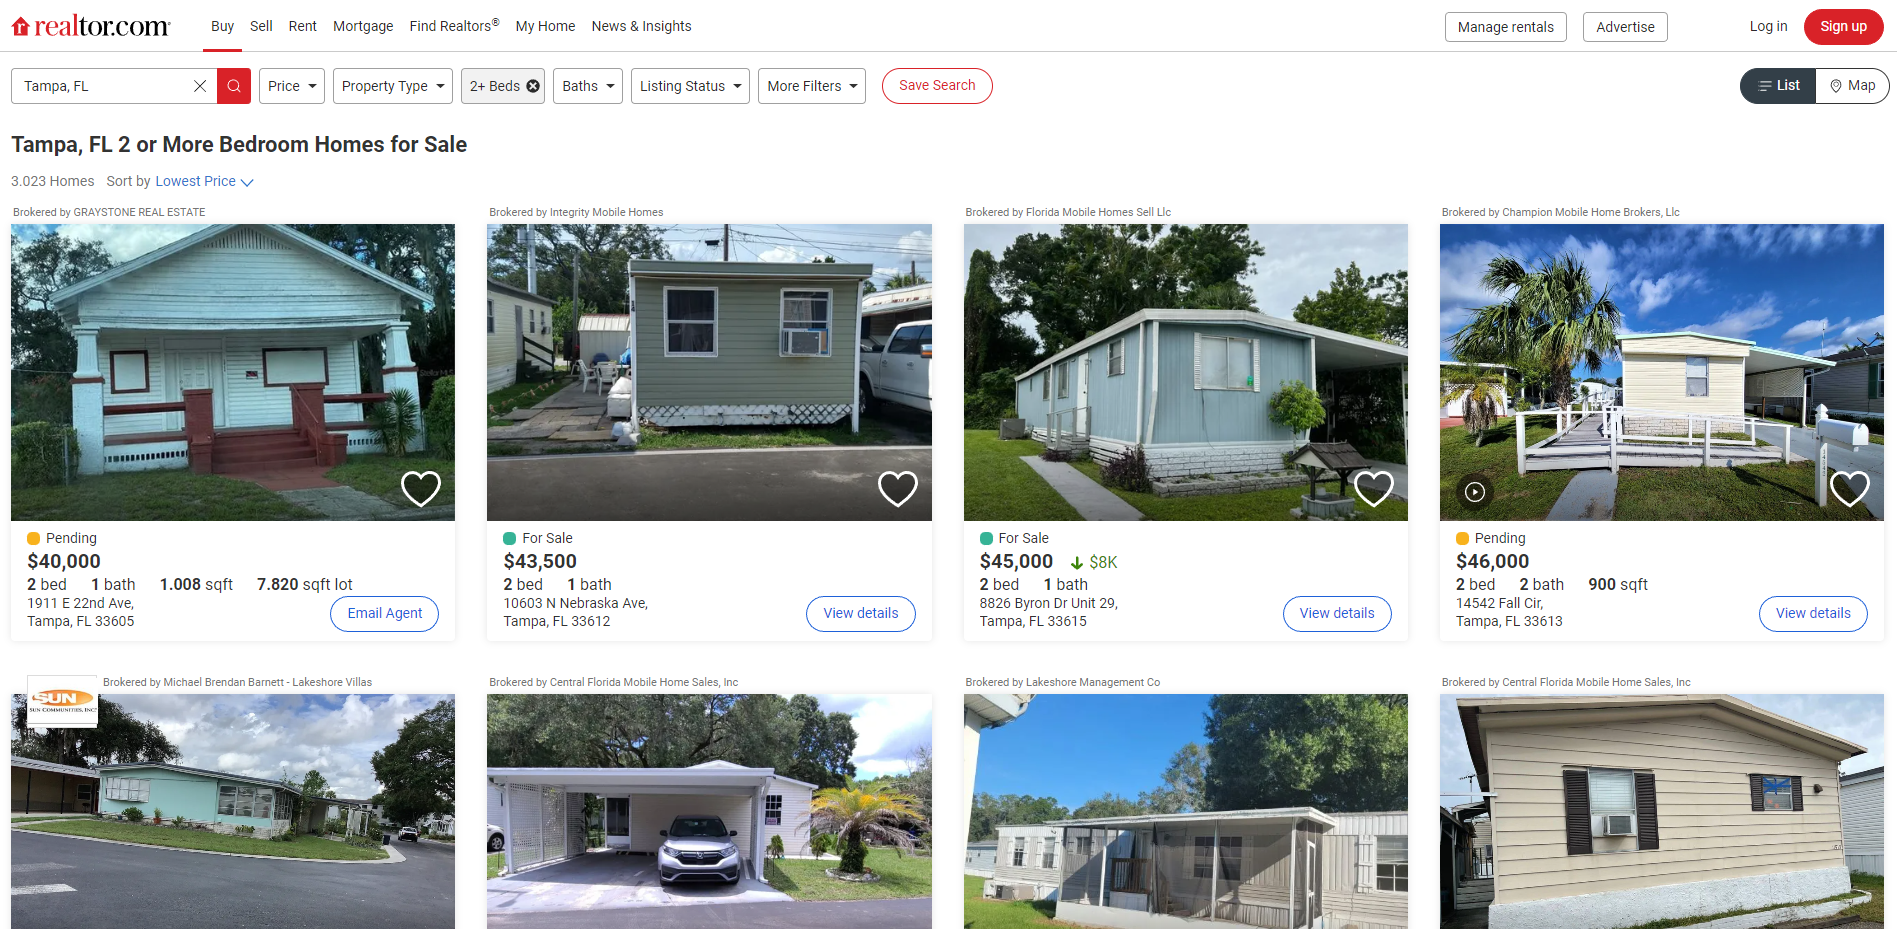 realtor.com
Buy Sell Rent Mortgage Find Realtors® My Home News & Insights
Manage rentals Advertise Log in Sign up
Tampa, FL
Price Property Type 2+ Beds Baths Listing Status More Filters Save Search
List Map
Tampa, FL 2 or More Bedroom Homes for Sale
3.023 Homes Sort by Lowest Price
Brokered by GRAYSTONE REAL ESTATE
Pending
$40,000
2 bed 1 bath 1.008 sqft 7.820 sqft lot
1911 E 22nd Ave,
Tampa, FL 33605
Email Agent
Brokered by Integrity Mobile Homes
For Sale
$43,500
2 bed 1 bath
10603 N Nebraska Ave,
Tampa, FL 33612
View details
Brokered by Florida Mobile Homes Sell Llc
For Sale
$45,000 $8K
2 bed 1 bath
8826 Byron Dr Unit 29,
Tampa, FL 33615
View details
Brokered by Champion Mobile Home Brokers, Llc
Pending
$46,000
2 bed 2 bath 900 sqft
14542 Fall Cir,
Tampa, FL 33613
View details
SUN
SUN COMMUNITIES, INC.
Brokered by Michael Brendan Barnett - Lakeshore Villas
Brokered by Central Florida Mobile Home Sales, Inc
Brokered by Lakeshore Management Co
Brokered by Central Florida Mobile Home Sales, Inc